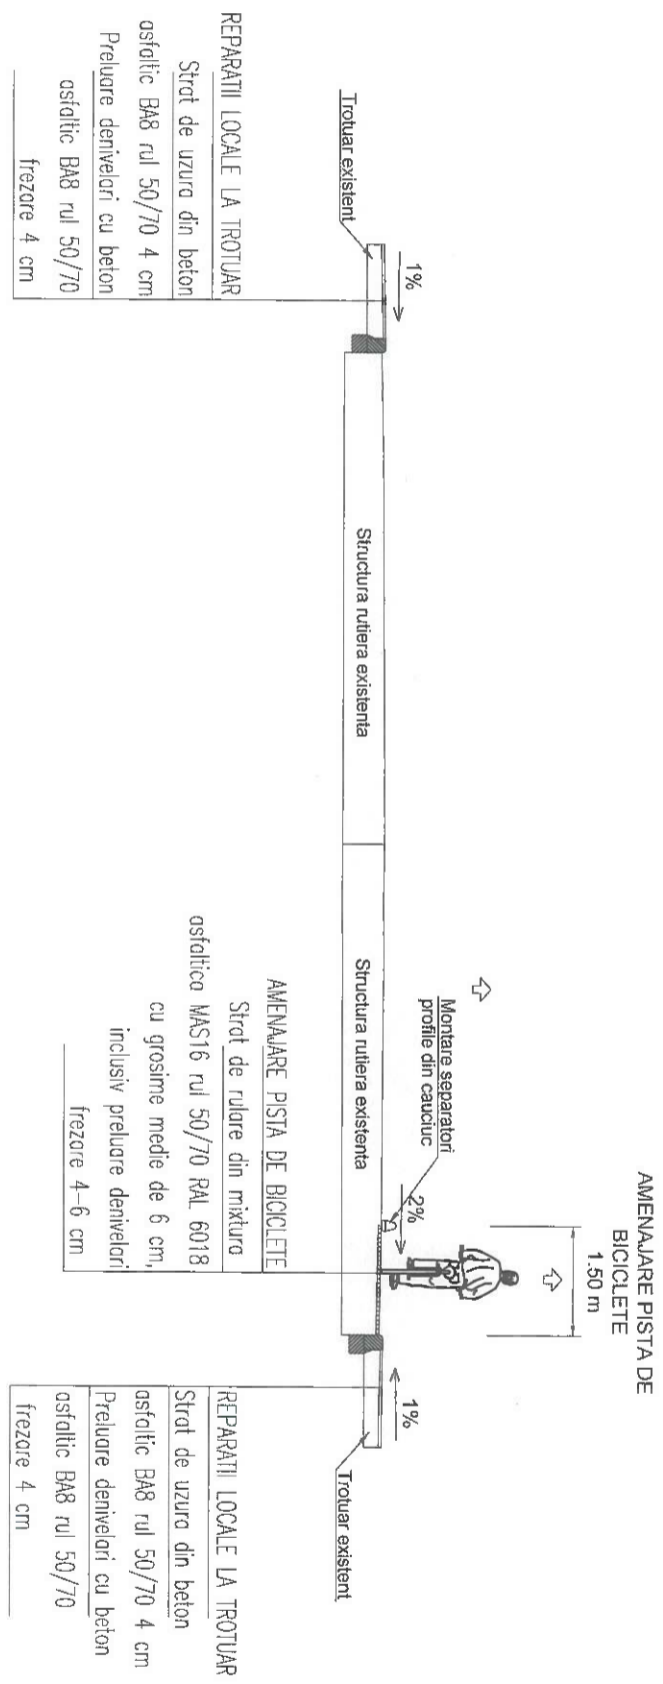 AMENAJARE PISTA DE
BICICLETE
1.50 m
Montare separatori
profile din cauciuc
2%
1%
1%
Trotuar existent
Trotuar existent
Structura rutiera existenta
Structura rutiera existenta
REPARATII LOCALE LA TROTUAR
Strat de uzura din beton
asfaltic BA8 rul 50/70 4 cm
Preluare denivelari cu beton
asfaltic BA8 rul 50/70
frezare 4 cm
AMENAJARE PISTA DE BICICLETE
Strat de rulare din mixtura
asfaltica MAS16 rul 50/70 RAL 6018
cu grosime medie de 6 cm,
inclusiv preluare denivelari
frezare 4-6 cm
REPARATII LOCALE LA TROTUAR
Strat de uzura din beton
asfaltic BA8 rul 50/70 4 cm
Preluare denivelari cu beton
asfaltic BA8 rul 50/70
frezare 4 cm